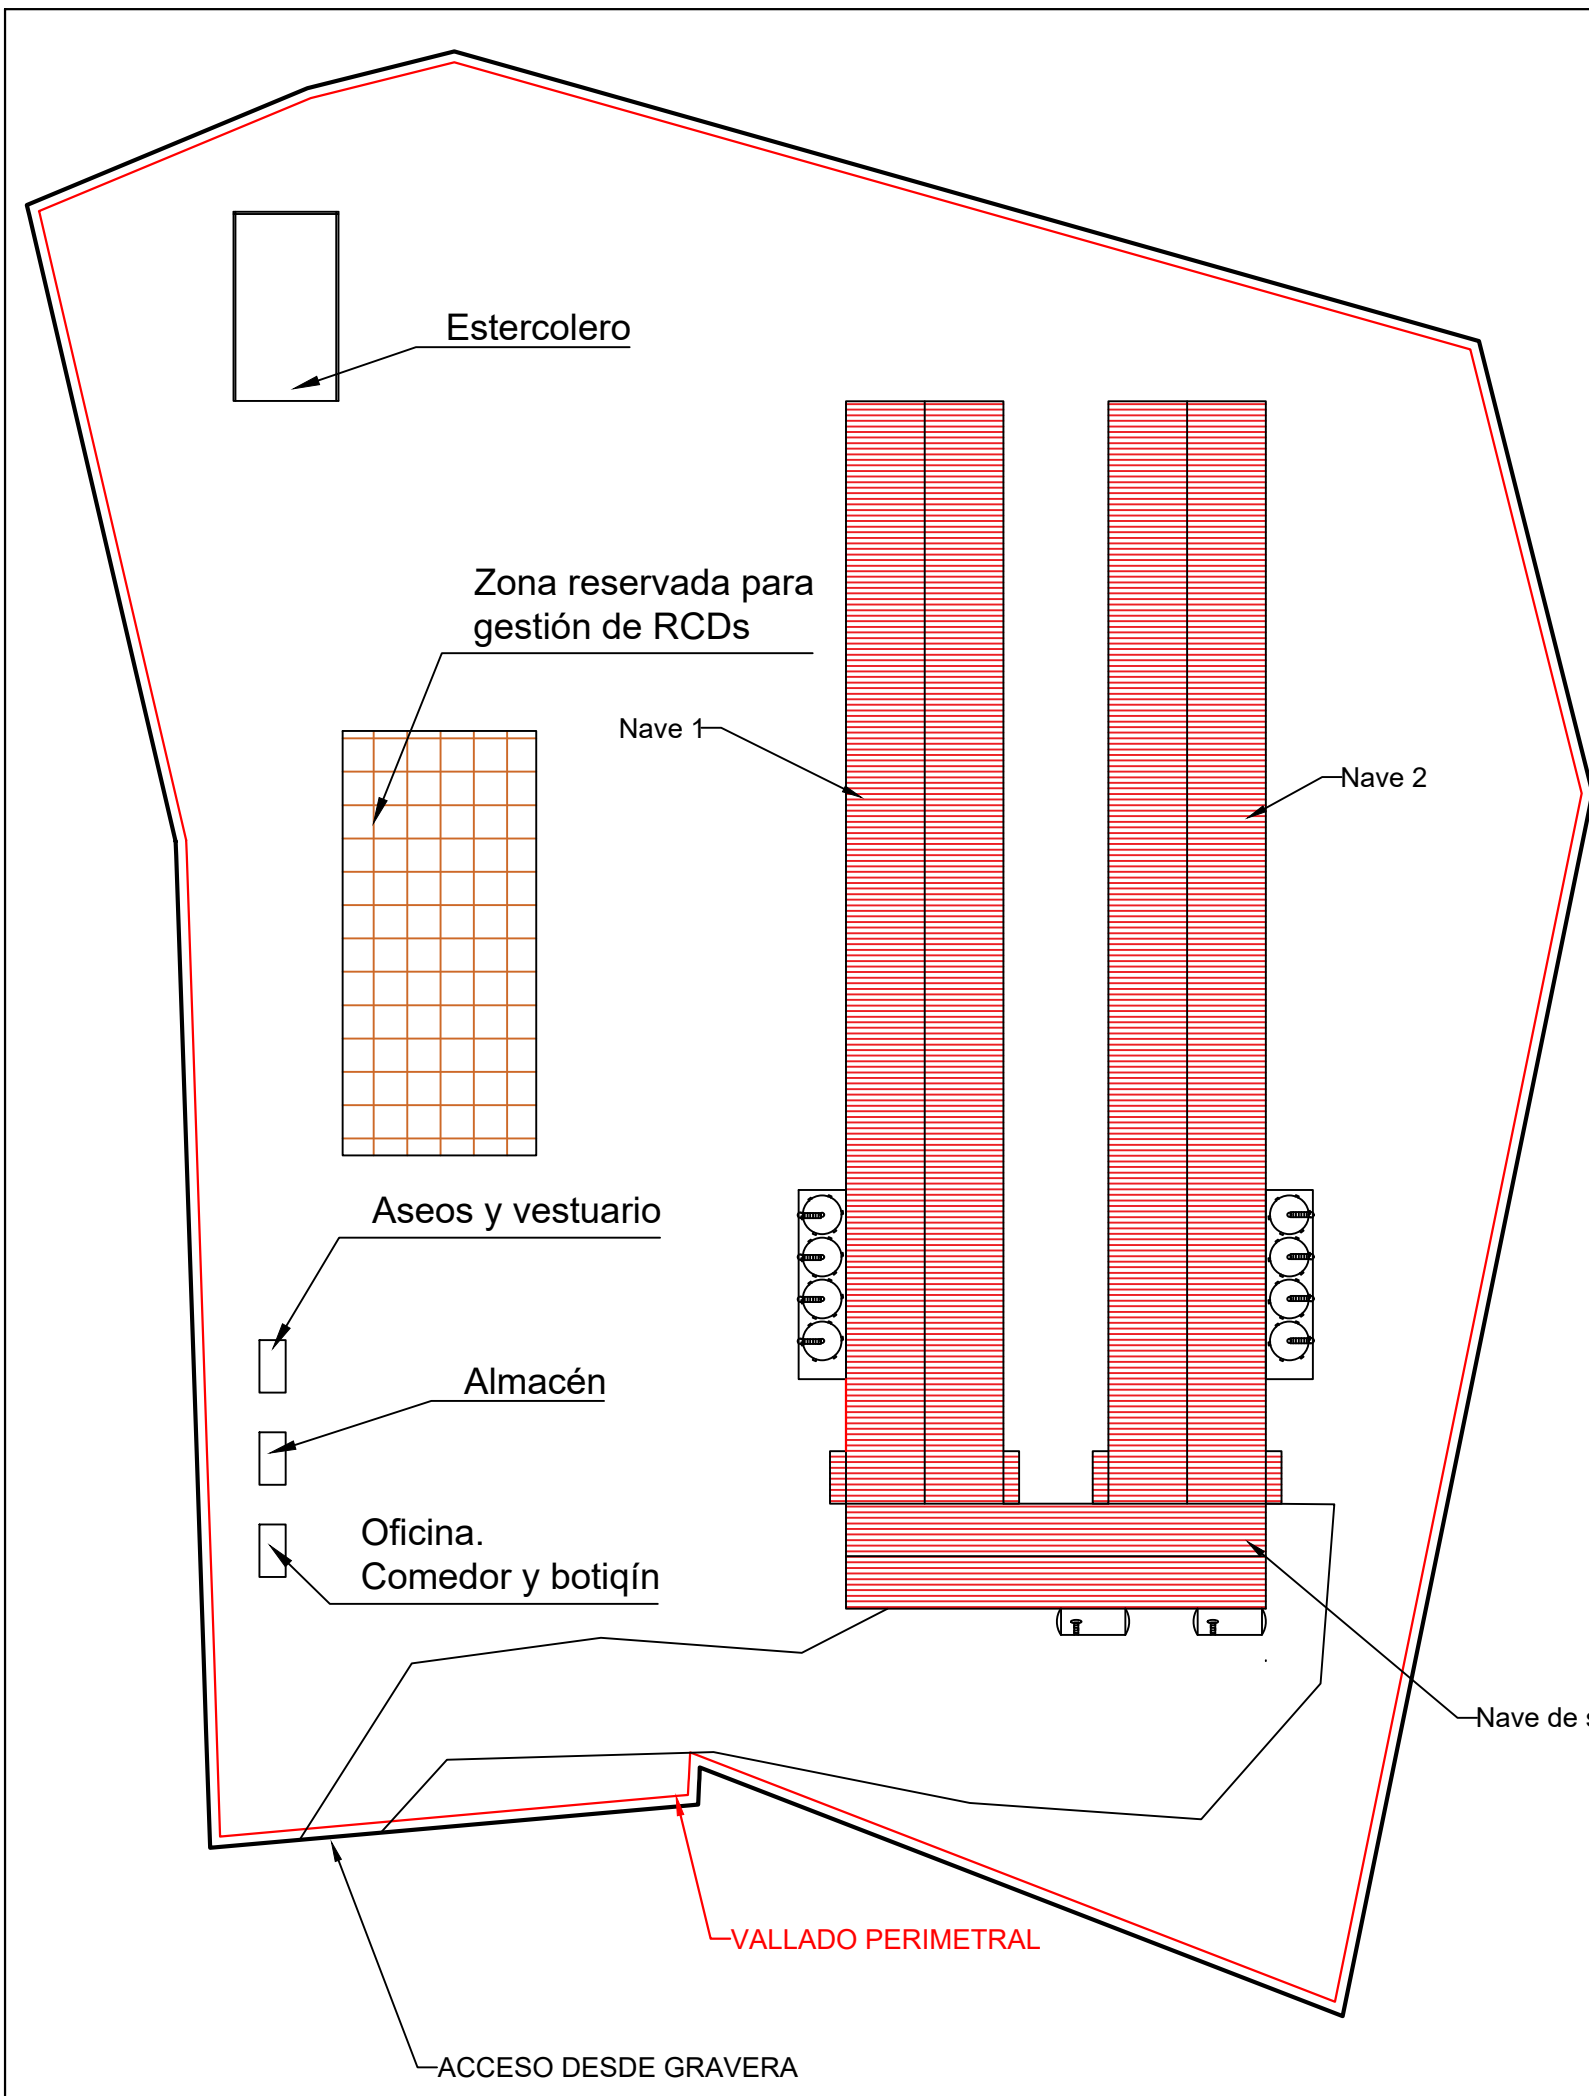 Estercolero
Zona reservada para
gestión de RCDs
Nave 1
Nave 2
Aseos y vestuario
Almacén
Oficina.
Comedor y botiqín
Nave de
VALLADO PERIMETRAL
ACCESO DESDE GRAVERA